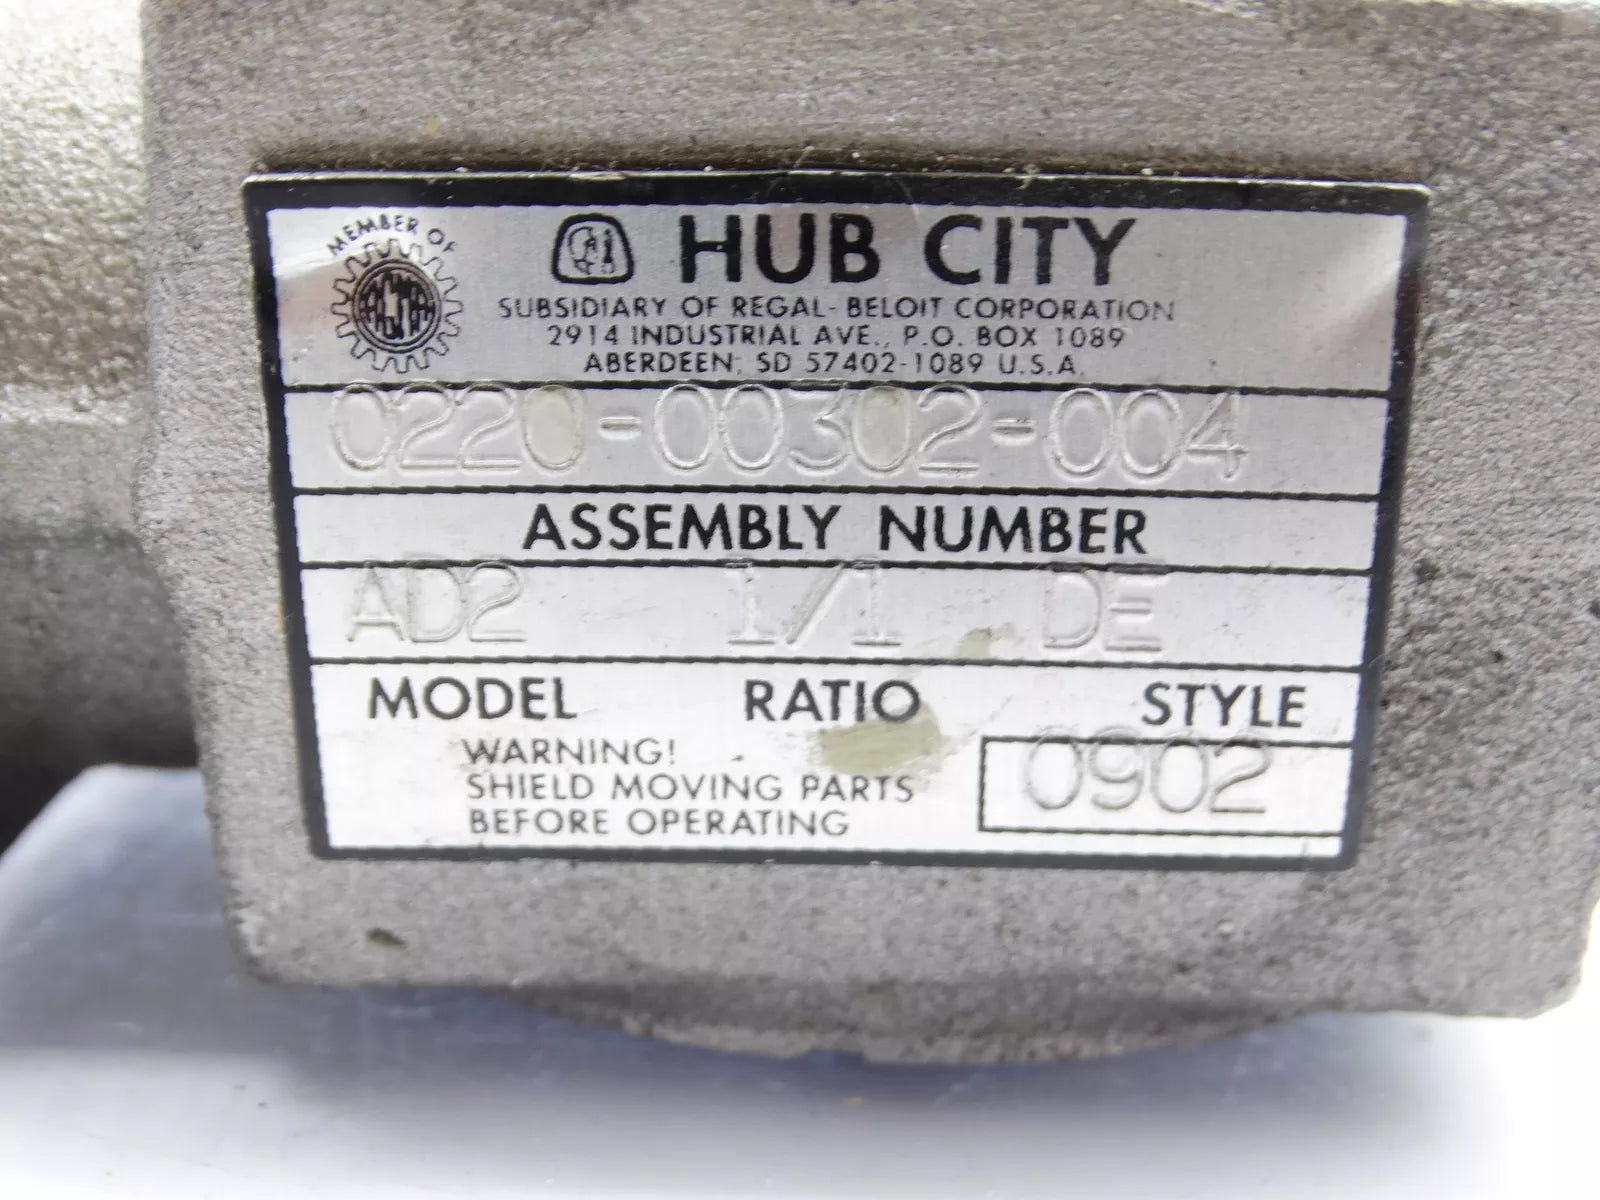 MEMBER OF
HUB CITY
SUBSIDIARY OF REGAL-BELOIT CORPORATION
2914 INDUSTRIAL AVE., P.O. BOX 1089
ABERDEEN, SD 57402-1089 U.S.A.
0220-00302-004
ASSEMBLY NUMBER
AD2 1/1 DE
MODEL RATIO STYLE
WARNING!
SHIELD MOVING PARTS
BEFORE OPERATING
0902